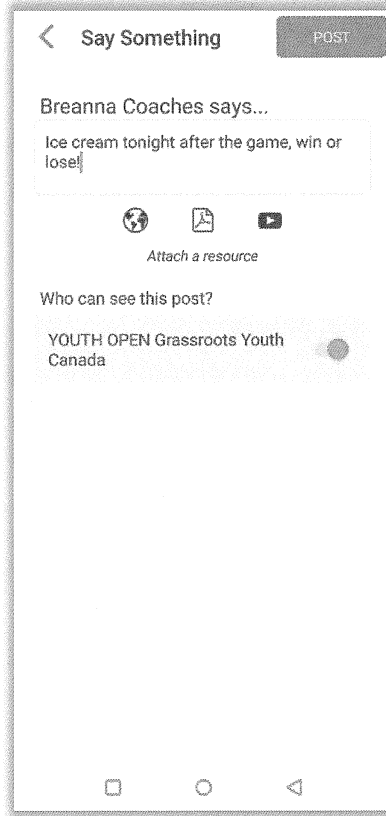 Say Something
POST
Breanna Coaches says...
Ice cream tonight after the game, win or
lose!
Attach a resource
Who can see this post?
YOUTH OPEN Grassroots Youth
Canada